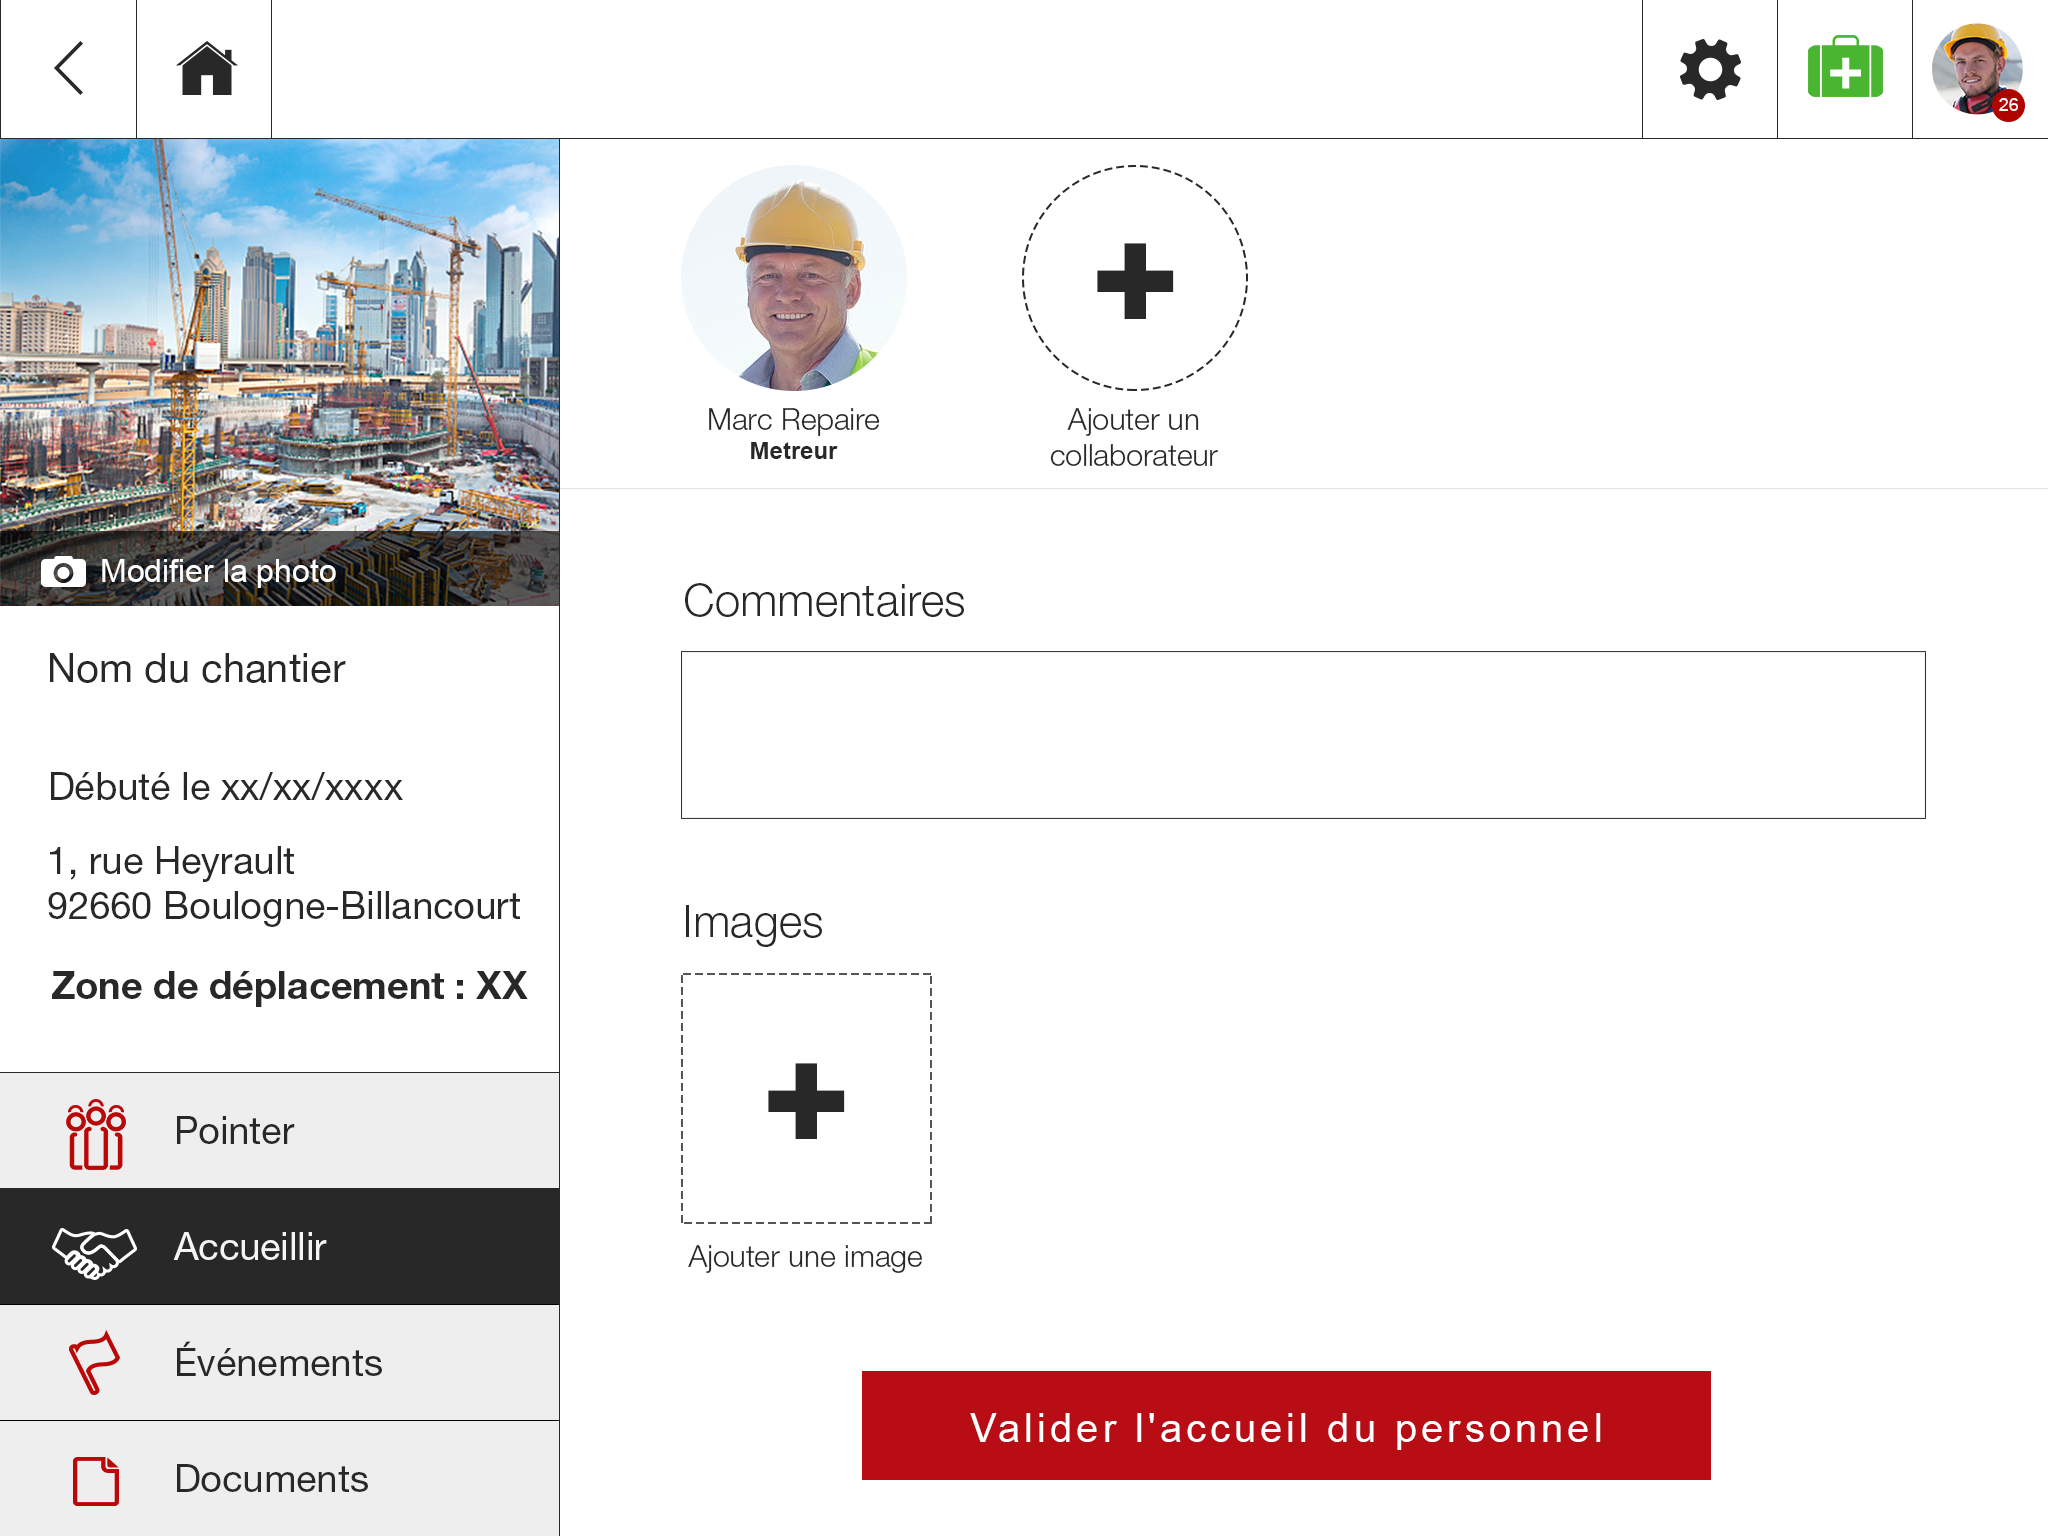 26
Modifier la photo
Nom du chantier
Débuté le xx/xx/xxxx
1, rue Heyrault
92660 Boulogne-Billancourt
Zone de déplacement : XX
Pointer
Accueillir
Événements
Documents
Marc Repaire
Metreur
Ajouter un
collaborateur
Commentaires
Images
Ajouter une image
Valider l'accueil du personnel